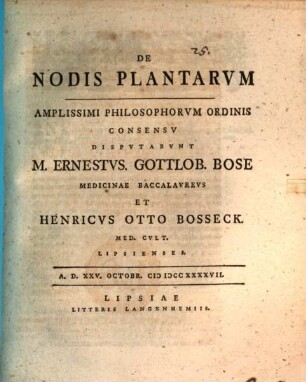 25.
DE
NODIS PLANTARVM
AMPLISSIMI PHILOSOPHORVM ORDINIS
CONSENSV
DISPVTABVNT
M. ERNESTVS. GOTTLOB. BOSE
MEDICINAE BACCALAVREVS
ET
HENRICVS OTTO BOSSECK.
MED. CVLT.
LIPSIENSES.
A. D. XXV. OCTOBR. CIↃ IↃCC XXXXVII.
LIPSIAE
LITTERIS LANGENHEMIIS.